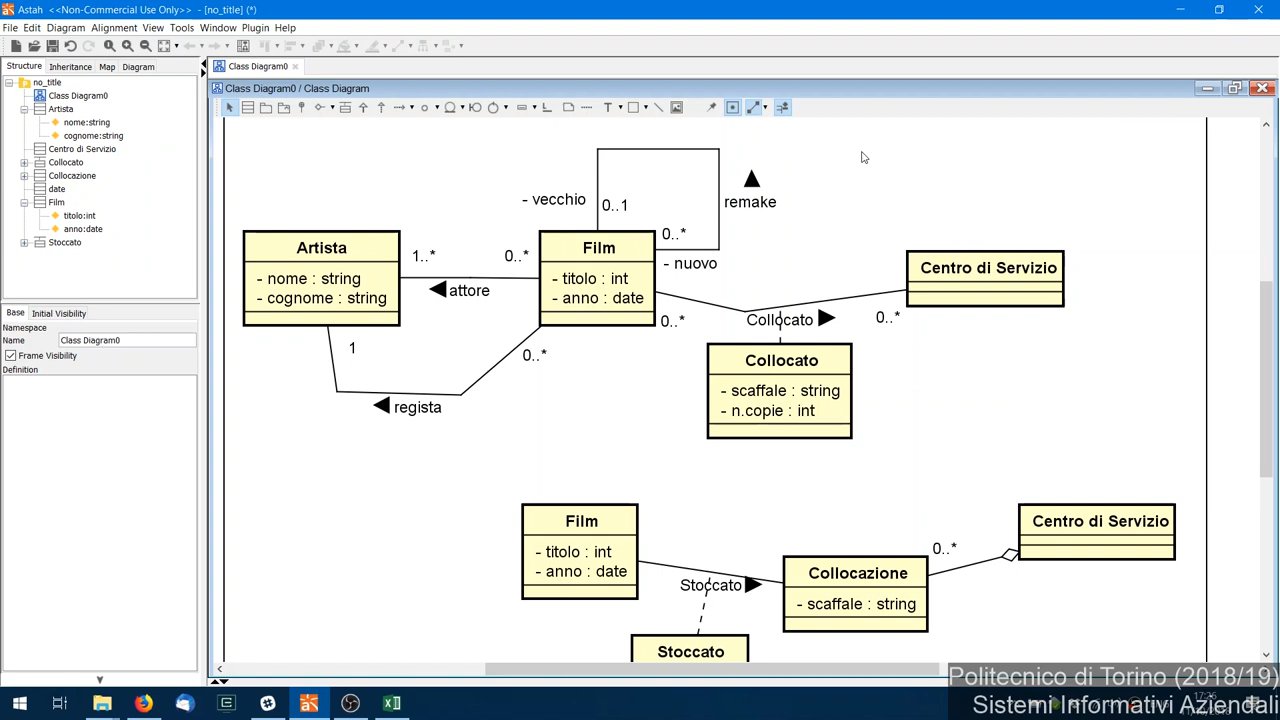 Astah <<Non-Commercial Use Only>> - [no_title] (*)
File Edit Diagram Alignment View Tools Window Plugin Help
Structure Inheritance Map Diagram
Class Diagram0
no_title
Class Diagram0
Artista
nome:string
cognome:string
Centro di Servizio
Collocato
Collocazione
date
Film
titolo:int
anno:date
Stoccato
Base Initial Visibility
Namespace
Name Class Diagram0
Frame Visibility
Definition
Class Diagram0 / Class Diagram
- vecchio 0..1
remake
Artista
- nome : string
- cognome : string
1..* 0..*
attore
Film
- titolo : int
- anno : date
0..*
- nuovo
Centro di Servizio
0..* Collocato 0..*
Collocato
- scaffale : string
- n.copie : int
1 0..*
regista
Film
- titolo : int
- anno : date
Stoccato
Collocazione
- scaffale : string
0..*
Centro di Servizio
Stoccato
Politecnico di Torino (2018/19)
Sistemi Informativi Aziendali